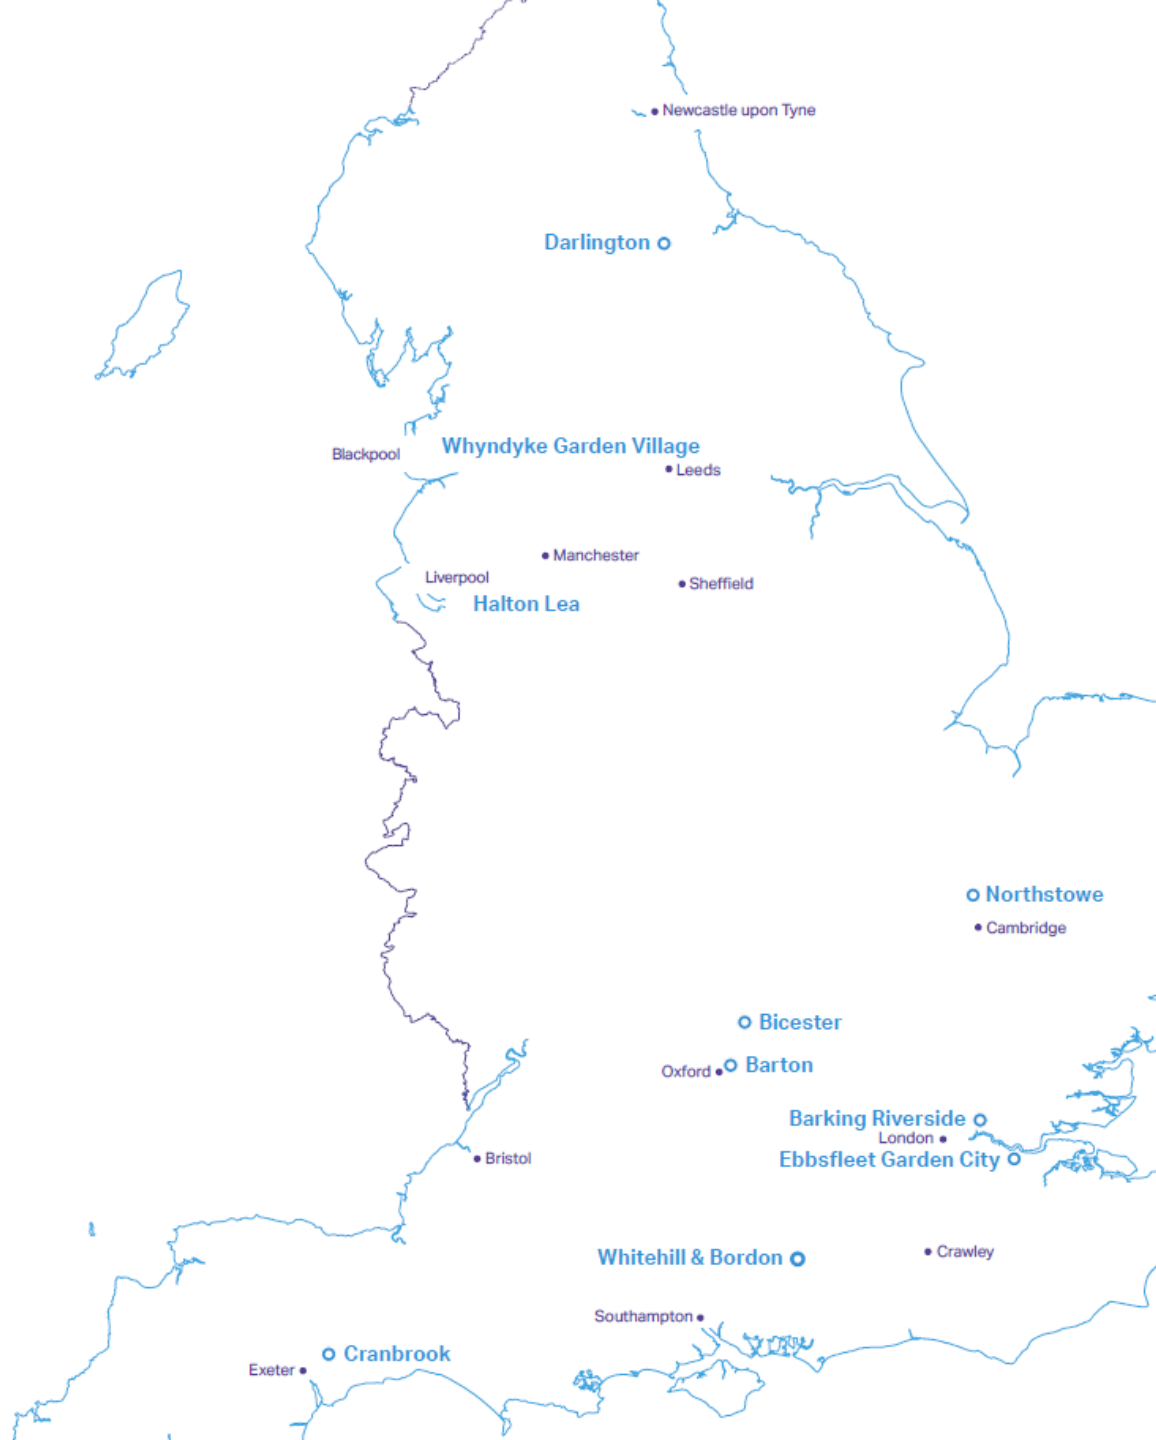 Newcastle upon Tyne
Darlington
Whyndyke Garden Village
Blackpool
Leeds
Manchester
Liverpool
Sheffield
Halton Lea
Northstowe
Cambridge
Bicester
Barton
Oxford
Barking Riverside
London
Ebbsfleet Garden City
Bristol
Crawley
Whitehill & Bordon
Southampton
Cranbrook
Exeter